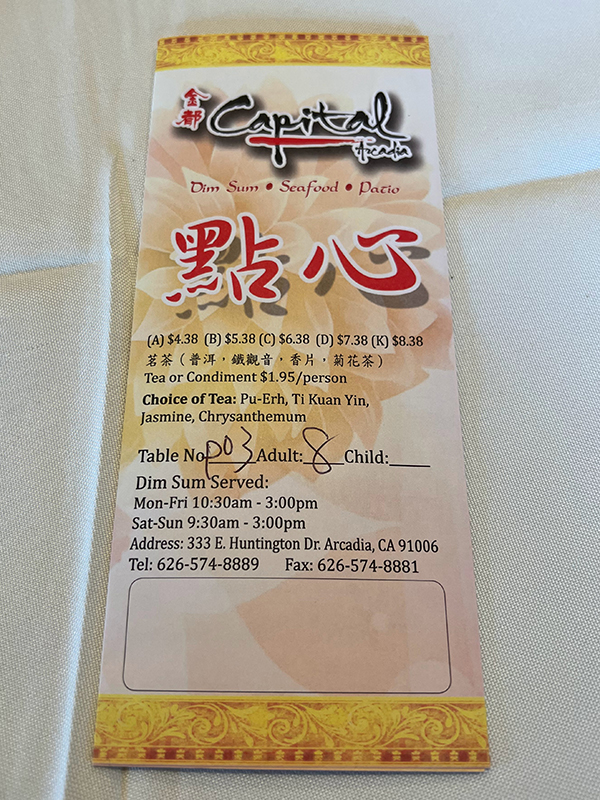 金都 Capital
Arcadia
Dim Sum • Seafood • Patio
點心
(A) $4.38 (B) $5.38 (C) $6.38 (D) $7.38 (K) $8.38
茗茶（普洱，鐵觀音，香片，菊花茶）
Tea or Condiment $1.95/person
Choice of Tea: Pu-Erh, Ti Kuan Yin,
Jasmine, Chrysanthemum
Table No P03 Adult: 8 Child:____
Dim Sum Served:
Mon-Fri 10:30am - 3:00pm
Sat-Sun 9:30am - 3:00pm
Address: 333 E. Huntington Dr. Arcadia, CA 91006
Tel: 626-574-8889 Fax: 626-574-8881